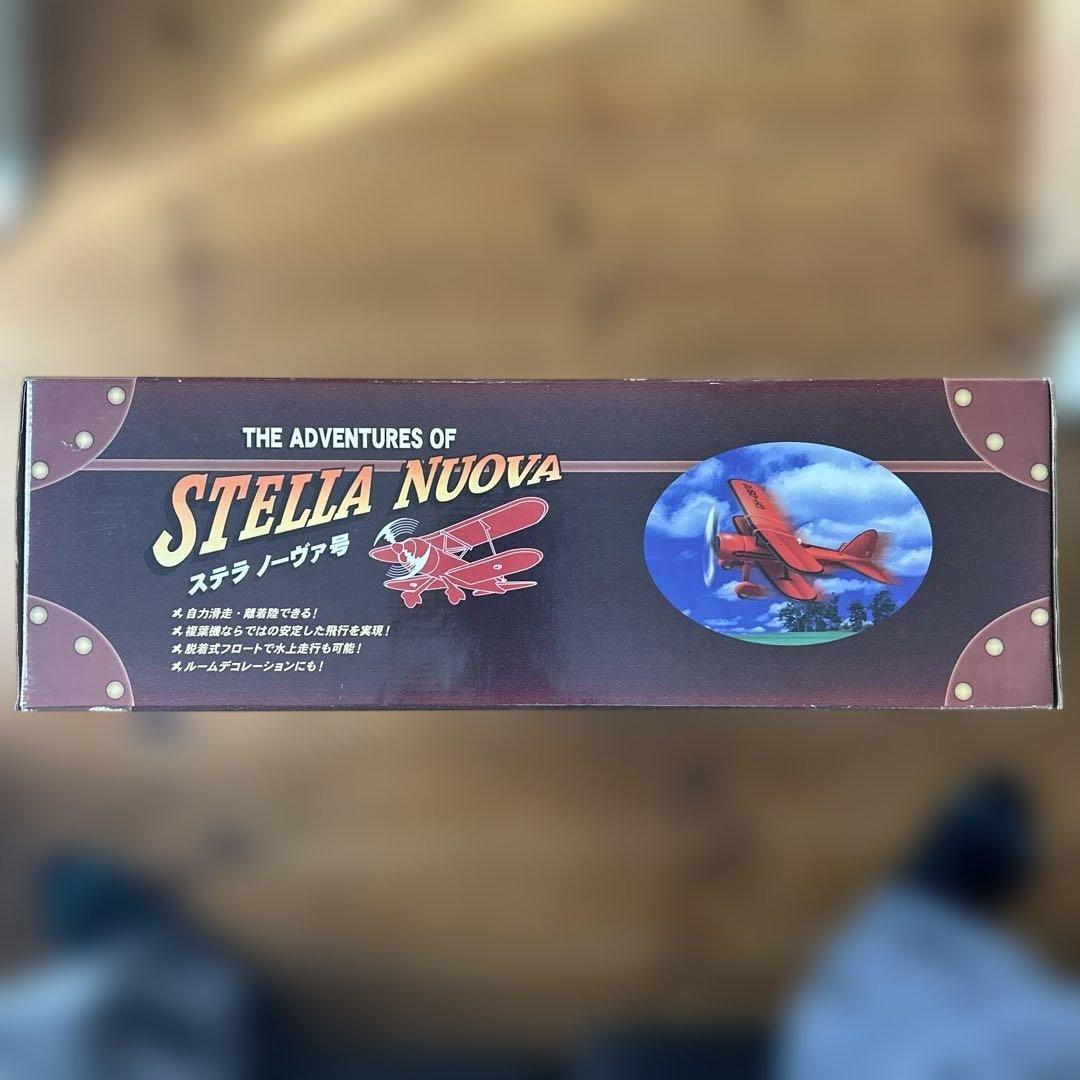 THE ADVENTURES OF
STELLA NUOVA
ステラ ノーヴァ号
自力滑走・離着陸できる!
複葉機ならではの安定した飛行を実現!
脱着式フロートで水上走行も可能!
ルームデコレーションにも!